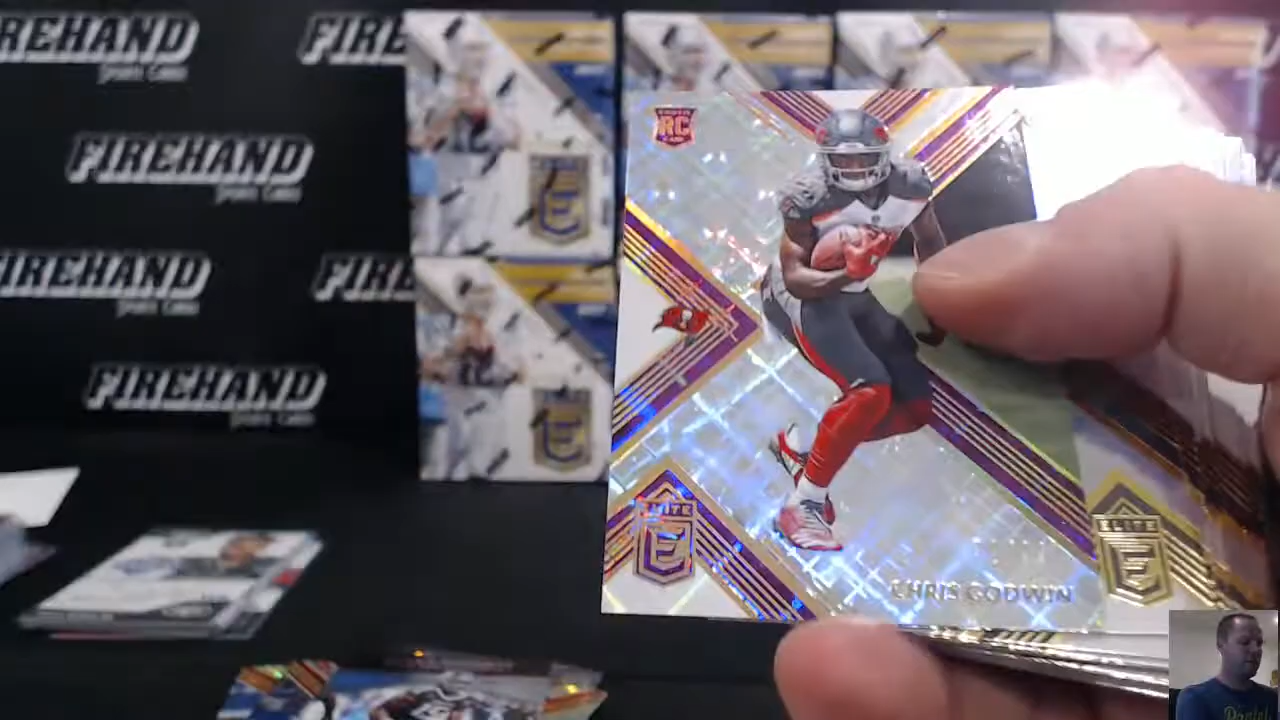 FIREHAND
Sports Cards
FIRE
FIREHAND
Sports Cards
FIREHAND
Sports Cards
FIRE
FIREHAND
Sports Cards
RC
ELITE
E
CHRIS GODWIN
ELITE
E
E
E
Daniel